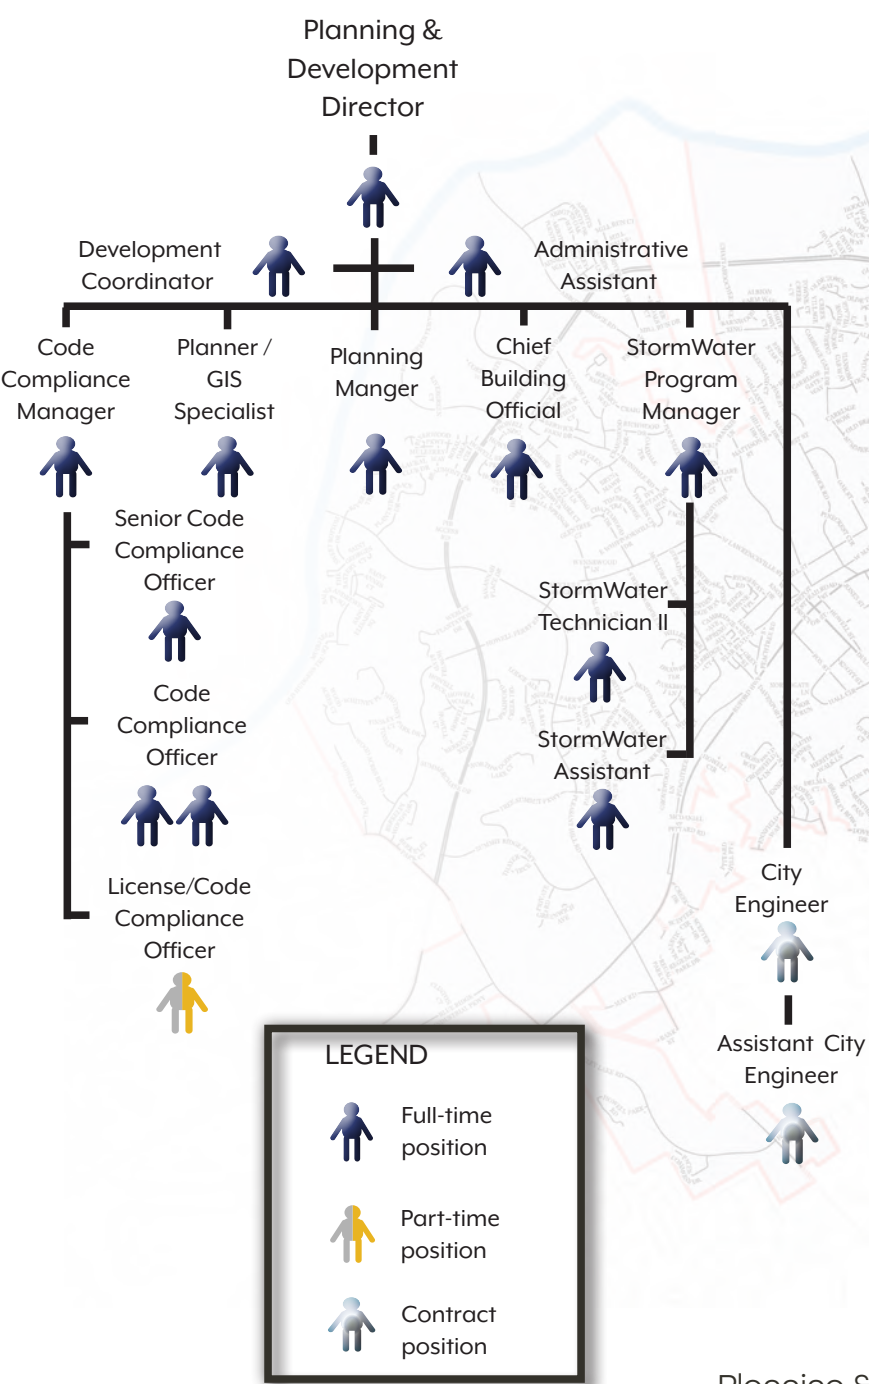 Planning &
Development
Director
Development
Coordinator
Administrative
Assistant
Code
Compliance
Manager
Planner /
GIS
Specialist
Planning
Manger
Chief
Building
Official
StormWater
Program
Manager
Senior Code
Compliance
Officer
StormWater
Technician II
Code
Compliance
Officer
StormWater
Assistant
License/Code
Compliance
Officer
City
Engineer
Assistant City
Engineer
LEGEND
Full-time
position
Part-time
position
Contract
position